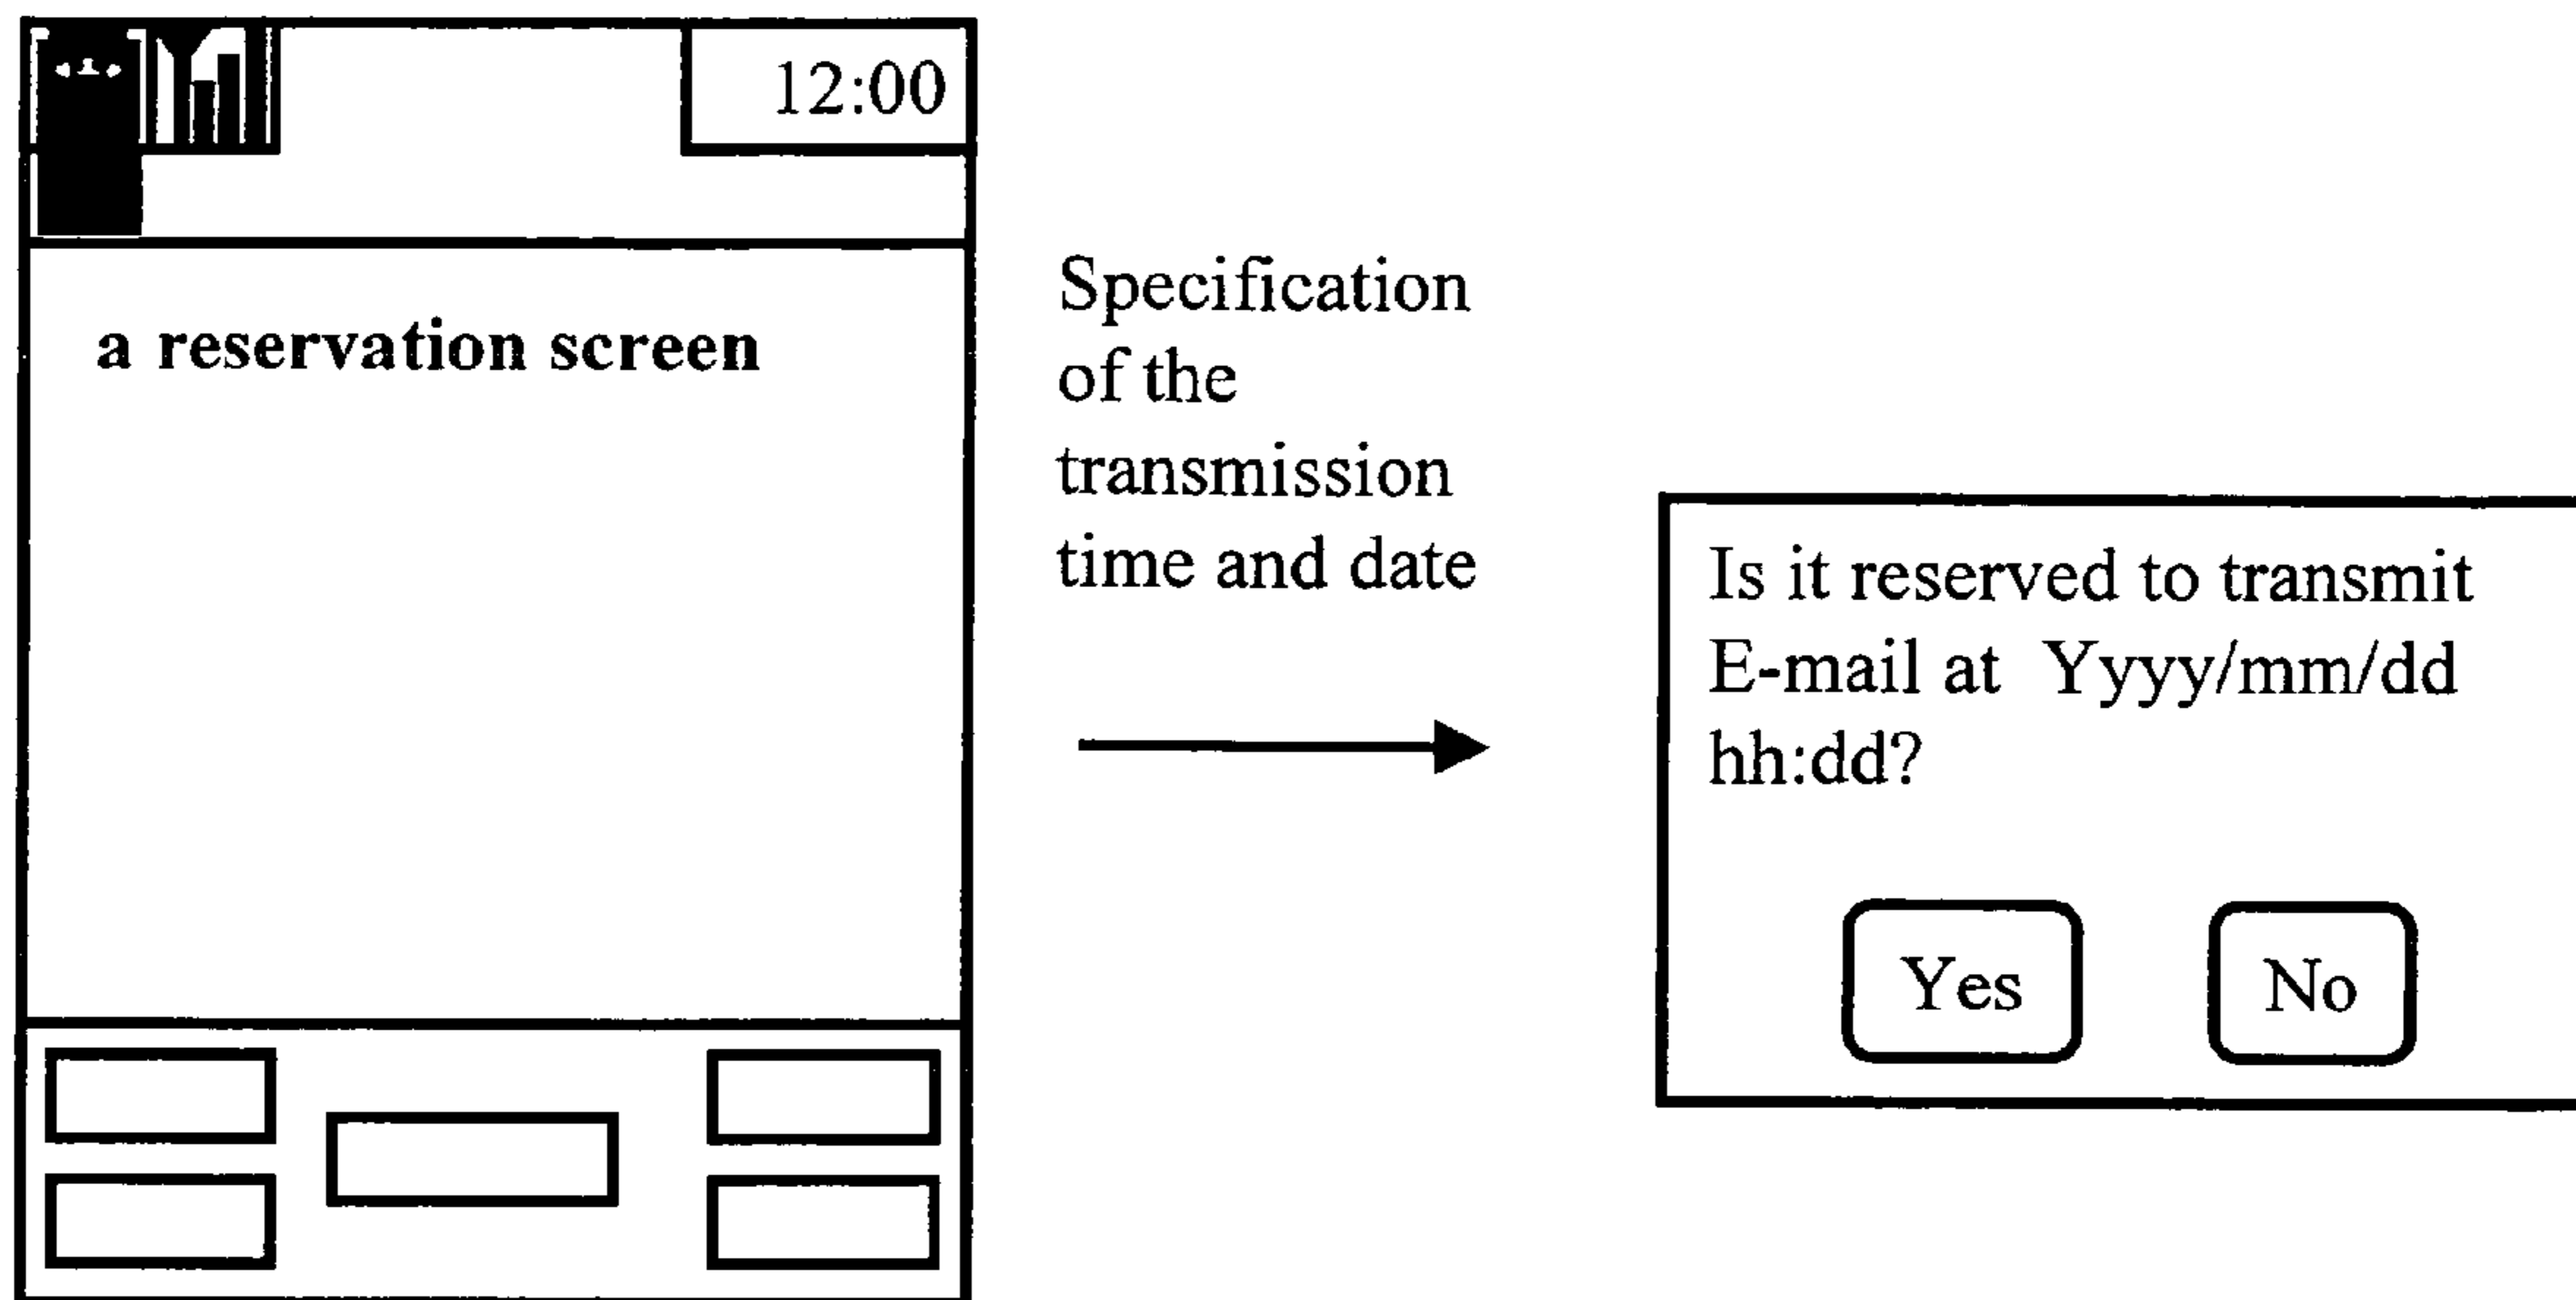 12:00
a reservation screen
Specification
of the
transmission
time and date
Is it reserved to transmit
E-mail at Yyyy/mm/dd
hh:dd?
Yes
No